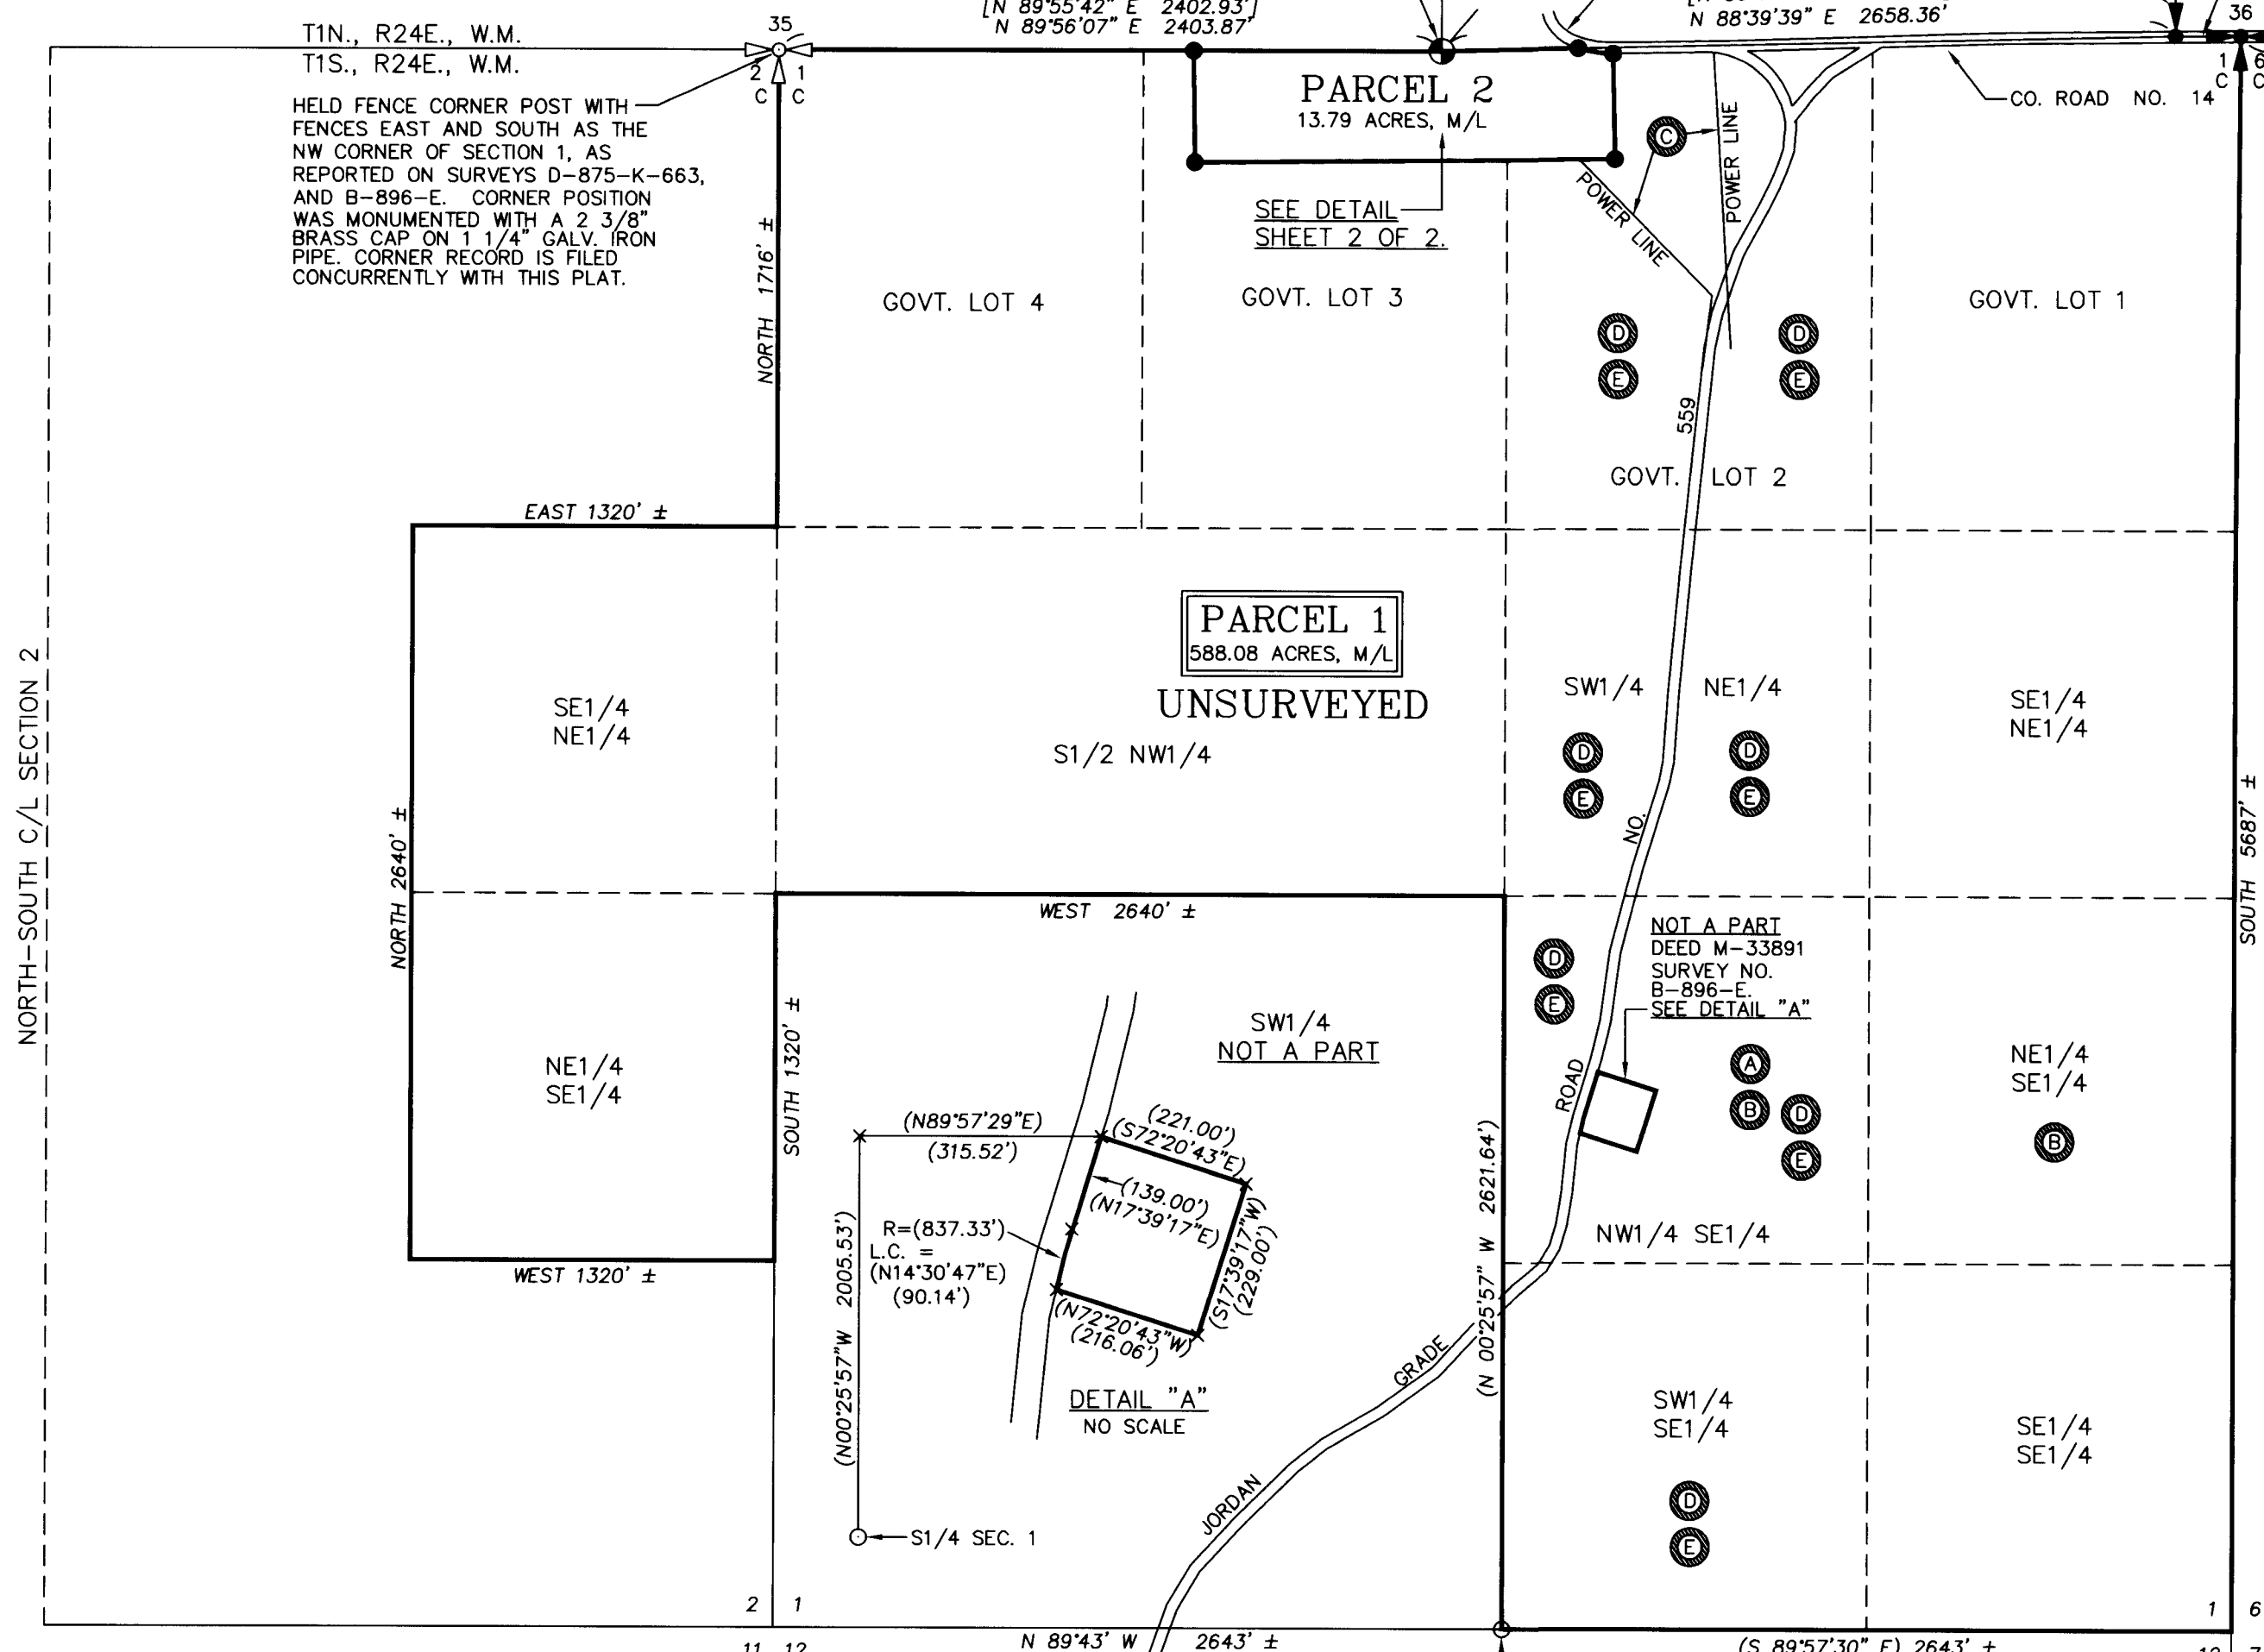 [N 89°55'42" E 2402.93']
N 89°56'07" E 2403.87'
N 88°39'39" E 2658.36'
35
36
T1N., R24E., W.M.
T1S., R24E., W.M.
2 1
C C
1 6
C C
HELD FENCE CORNER POST WITH
FENCES EAST AND SOUTH AS THE
NW CORNER OF SECTION 1, AS
REPORTED ON SURVEYS D-875-K-663,
AND B-896-E. CORNER POSITION
WAS MONUMENTED WITH A 2 3/8"
BRASS CAP ON 1 1/4" GALV. IRON
PIPE. CORNER RECORD IS FILED
CONCURRENTLY WITH THIS PLAT.
PARCEL 2
13.79 ACRES, M/L
SEE DETAIL
SHEET 2 OF 2.
C
POWER LINE
POWER LINE
CO. ROAD NO. 14
NORTH 1716' ±
GOVT. LOT 4
GOVT. LOT 3
GOVT. LOT 1
D
E
D
E
559
GOVT. LOT 2
EAST 1320' ±
PARCEL 1
588.08 ACRES, M/L
UNSURVEYED
S1/2 NW1/4
SE1/4
NE1/4
SW1/4 NE1/4
SE1/4
NE1/4
D
E
D
E
NORTH-SOUTH C/L SECTION 2
NORTH 2640' ±
NO.
SOUTH 5687' ±
WEST 2640' ±
NOT A PART
DEED M-33891
SURVEY NO.
B-896-E.
SEE DETAIL "A"
D
E
SW1/4
NOT A PART
NE1/4
SE1/4
SOUTH 1320' ±
ROAD
A
B
D
E
NE1/4
SE1/4
B
(N89°57'29"E)
(315.52')
(221.00')
(S72°20'43"E)
(139.00')
(N17°39'17"E)
R=(837.33')
L.C. =
(N14°30'47"E)
(90.14')
(S17°39'17"W)
(229.00')
(N72°20'43"W)
(216.06')
(N00°25'57"W 2005.53')
(N 00°25'57" W 2621.64')
NW1/4 SE1/4
WEST 1320' ±
DETAIL "A"
NO SCALE
GRADE
JORDAN
S1/4 SEC. 1
SW1/4
SE1/4
SE1/4
SE1/4
D
E
2 1
1 6
11 12
N 89°43' W 2643' ±
(S 89°57'30" E) 2643' ±